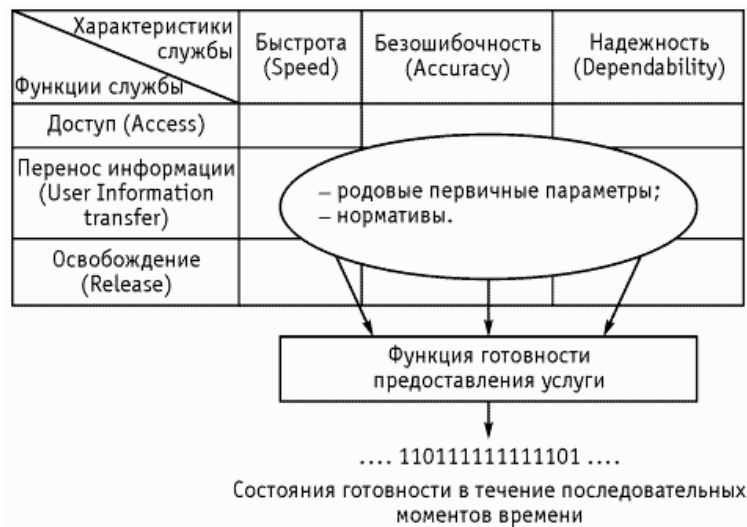 Характеристики
службы
Функции службы
Быстрота
(Speed)
Безошибочность
(Accuracy)
Надежность
(Dependability)
Доступ (Access)
Перенос информации
(User Information
transfer)
– родовые первичные параметры;
– нормативы.
Освобождение
(Release)
Функция готовности
предоставления услуги
.... 110111111111101 ....
Состояния готовности в течение последовательных
моментов времени